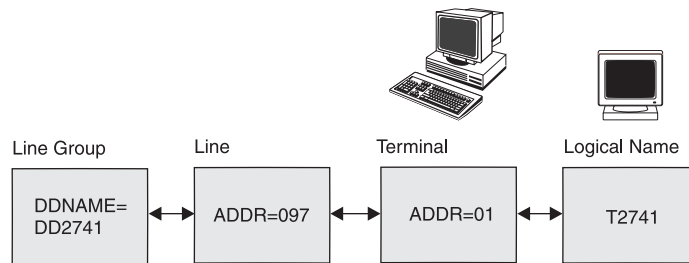 Line Group
Line
Terminal
Logical Name
DDNAME=
DD2741
ADDR=097
ADDR=01
T2741